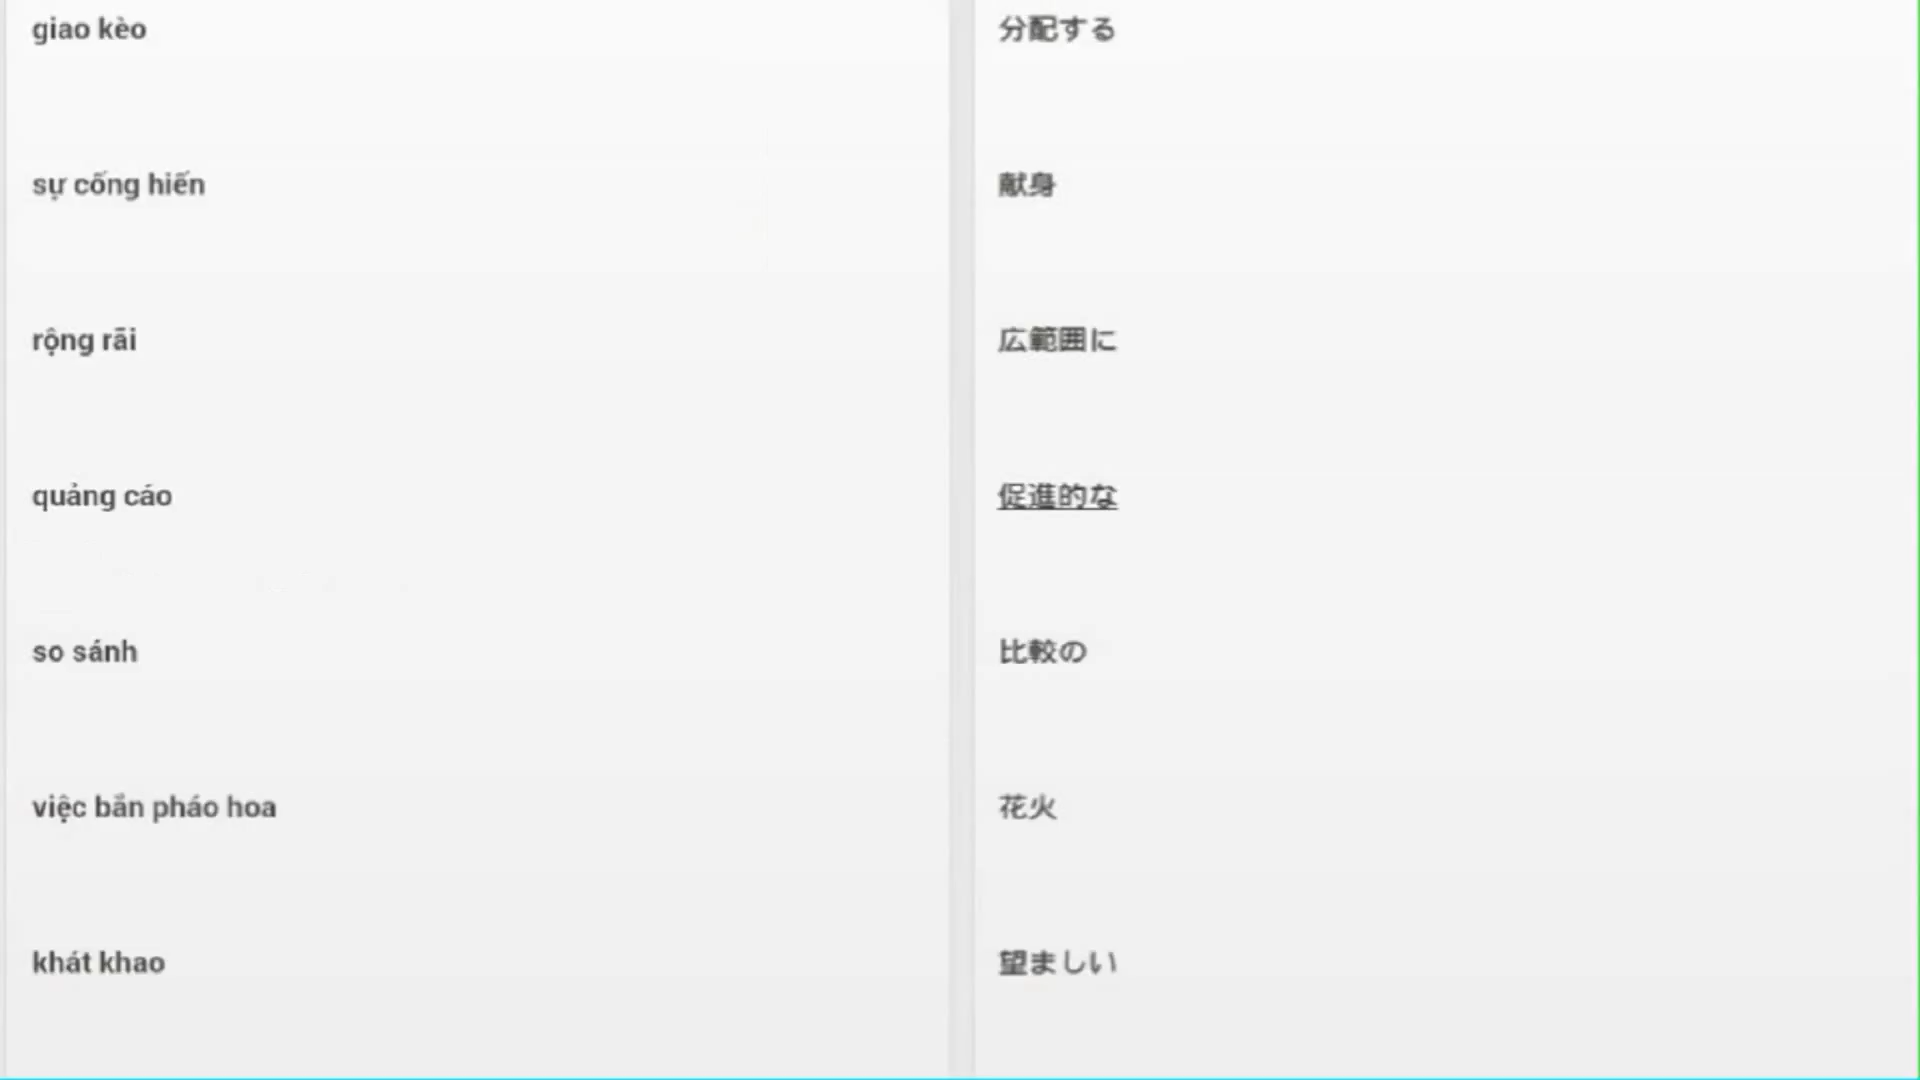 giao kèo
分配する
sự cống hiến
献身
rộng rãi
広範囲に
quảng cáo
促進的な
so sánh
比較の
việc bắn pháo hoa
花火
khát khao
望ましい